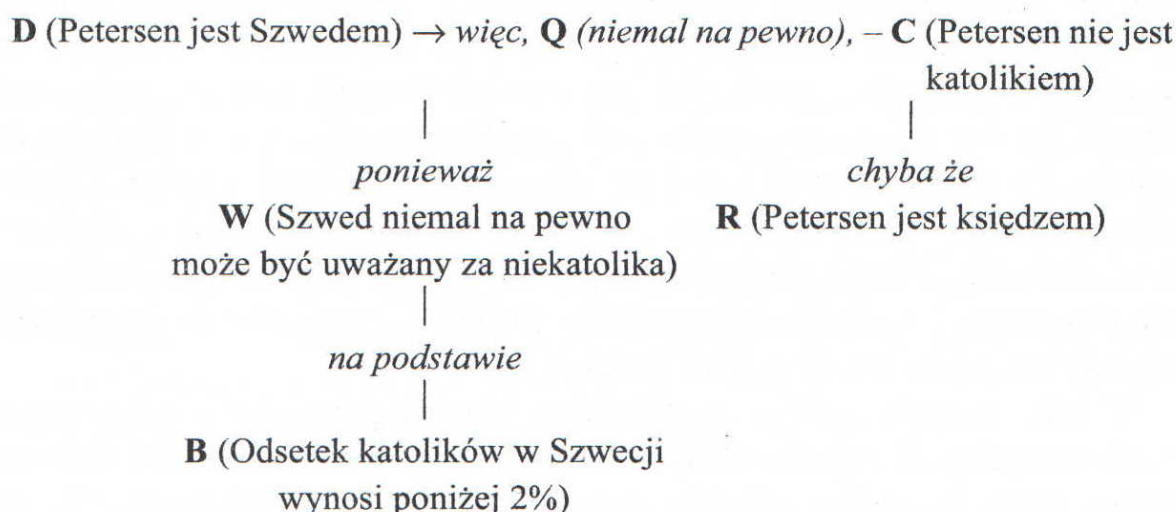 D (Petersen jest Szwedem) → więc, Q (niemal na pewno), – C (Petersen nie jest
katolikiem)
ponieważ
chyba że
W (Szwed niemal na pewno
może być uważany za niekatolika)
R (Petersen jest księdzem)
na podstawie
B (Odsetek katolików w Szwecji
wynosi poniżej 2%)